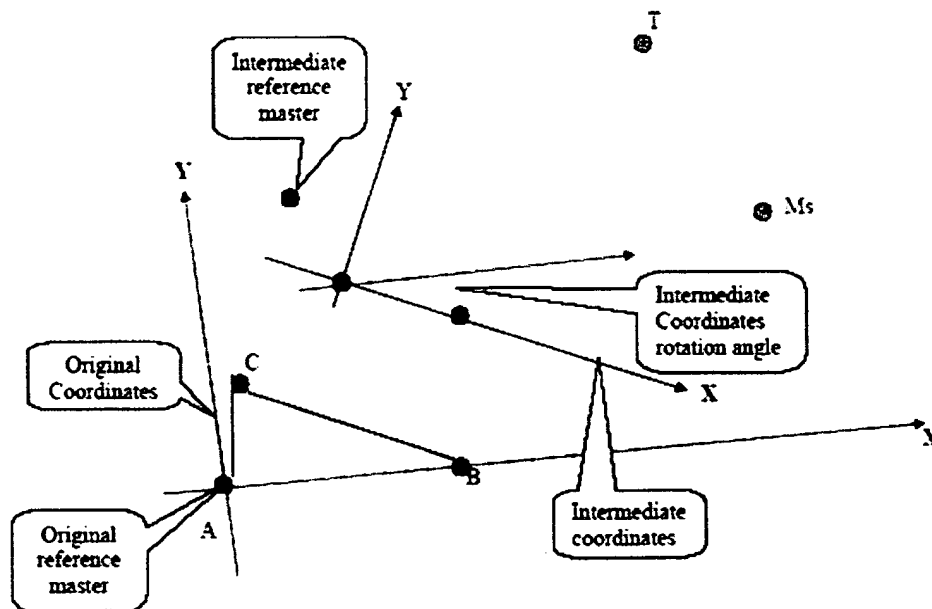 T
Intermediate
reference
master
Y
Y
Ms
Intermediate
Coordinates
rotation angle
Original
Coordinates
C
X
X
B
A
Intermediate
coordinates
Original
reference
master